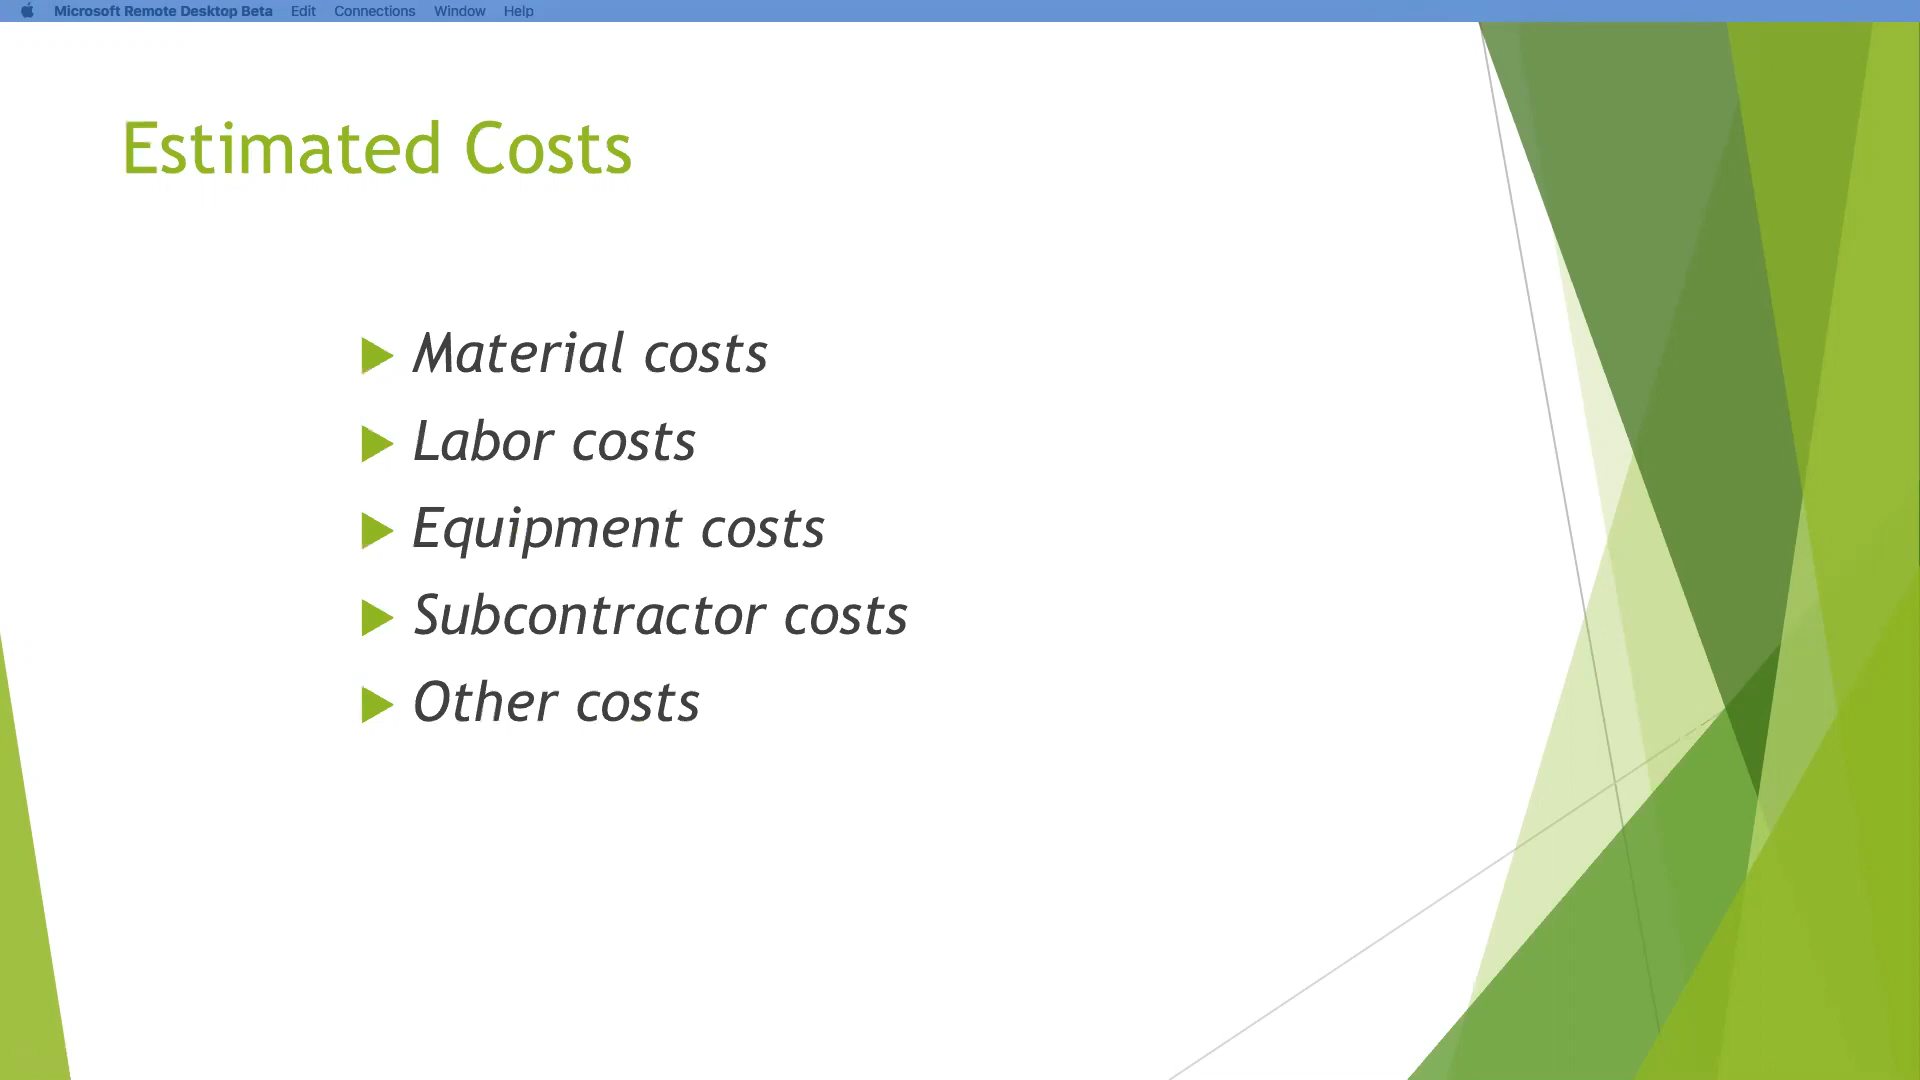 Microsoft Remote Desktop Beta Edit Connections Window Help
Estimated Costs
Material costs
Labor costs
Equipment costs
Subcontractor costs
Other costs